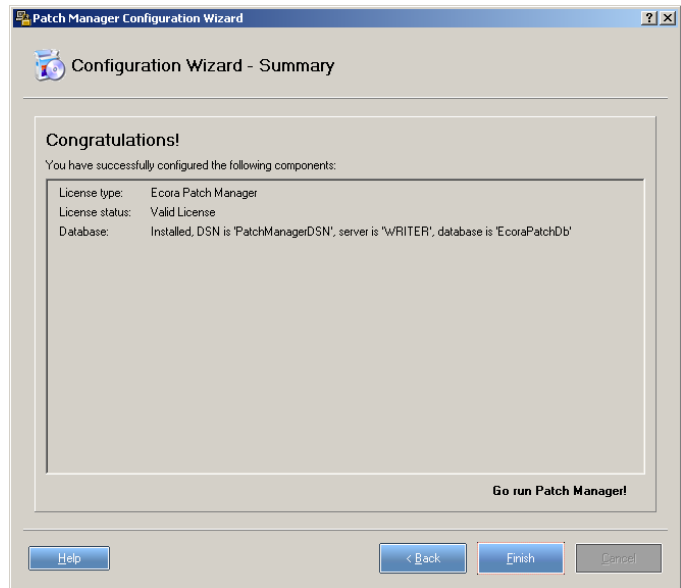 Patch Manager Configuration Wizard
? X
Configuration Wizard - Summary
Congratulations!
You have successfully configured the following components:
License type: Ecora Patch Manager
License status: Valid License
Database: Installed, DSN is 'PatchManagerDSN', server is 'WRITER', database is 'EcoraPatchDb'
Go run Patch Manager!
Help < Back Finish Cancel